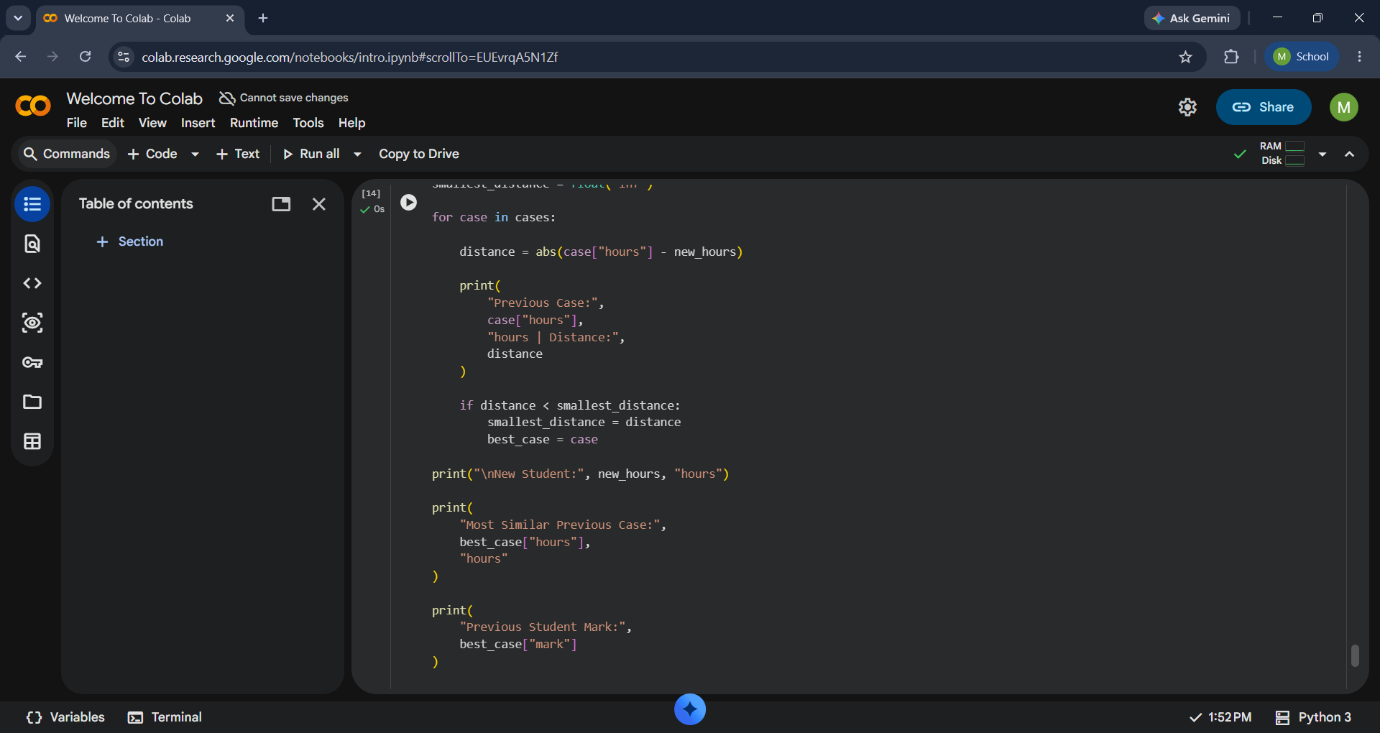 Welcome To Colab - Colab
Ask Gemini
colab.research.google.com/notebooks/intro.ipynb#scrollTo=EUEvrqA5N1Zf
M School
Welcome To Colab
Cannot save changes
File Edit View Insert Runtime Tools Help
Share
M
Commands + Code + Text Run all Copy to Drive
RAM
Disk
Table of contents
+ Section
[14]
0s
smallest_distance = float("inf")
for case in cases:
distance = abs(case["hours"] - new_hours)
print(
"Previous Case:",
case["hours"],
"hours | Distance:",
distance
)
if distance < smallest_distance:
smallest_distance = distance
best_case = case
print("\nNew Student:", new_hours, "hours")
print(
"Most Similar Previous Case:",
best_case["hours"],
"hours"
)
print(
"Previous Student Mark:",
best_case["mark"]
)
{} Variables
Terminal
1:52 PM
Python 3